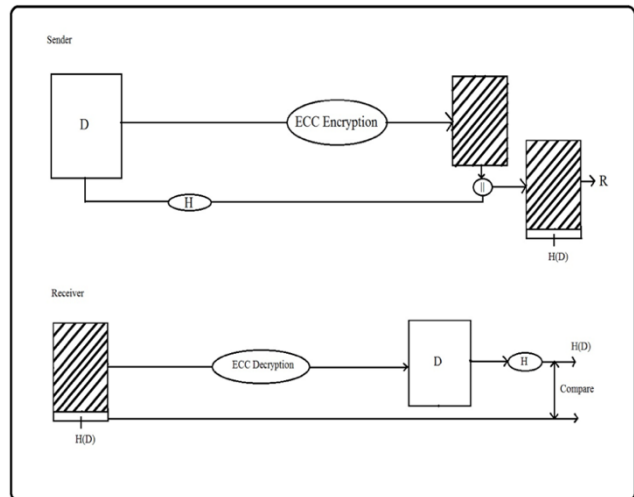 Sender
D
ECC Encryption
H
||
R
H(D)
Receiver
ECC Decryption
D
H
H(D)
Compare
H(D)